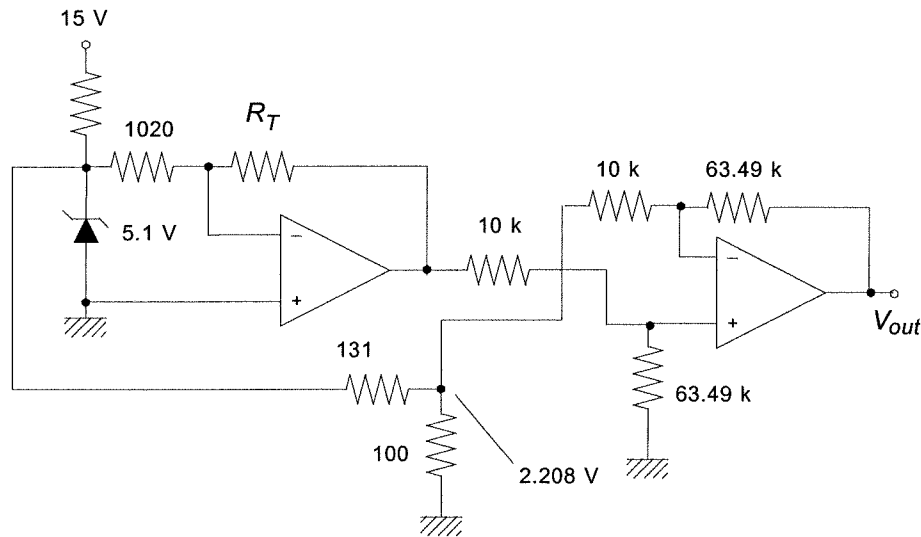 15 V
1020
R_T
5.1 V
−
+
10 k
10 k
63.49 k
−
+
V_out
63.49 k
131
100
2.208 V